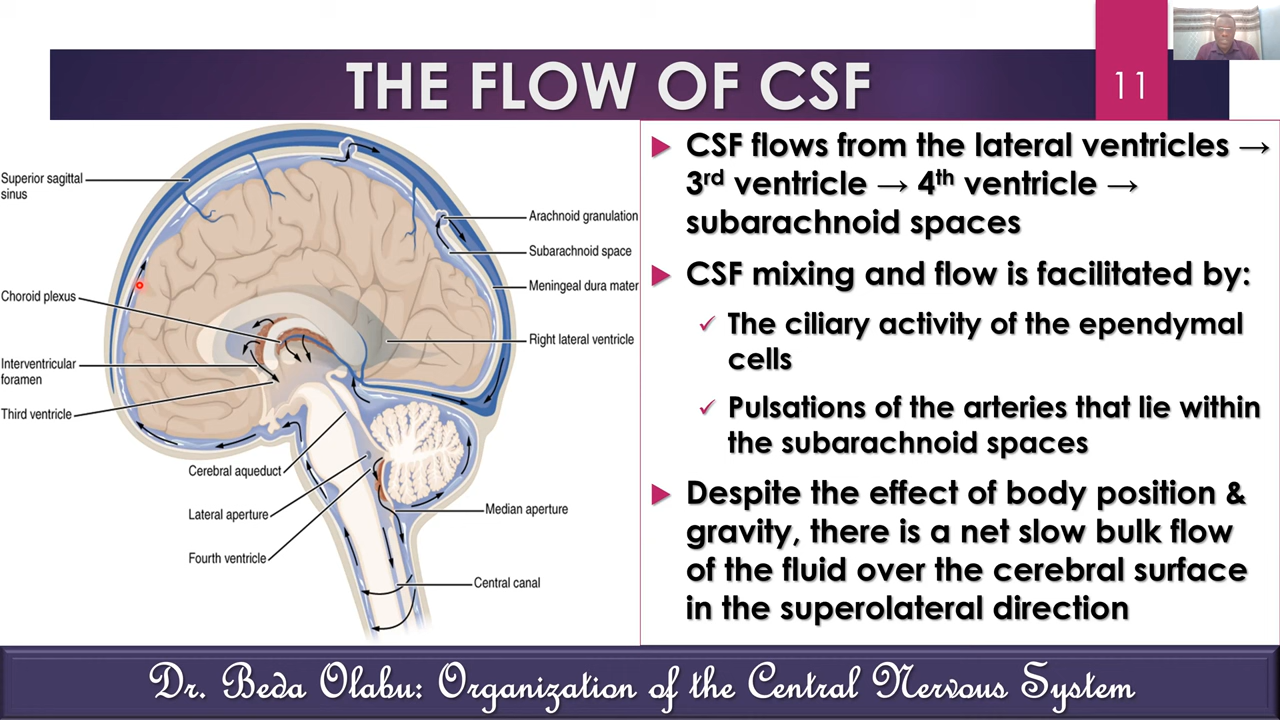 THE FLOW OF CSF
11
Superior sagittal
sinus
Choroid plexus
Interventricular
foramen
Third ventricle
Cerebral aqueduct
Lateral aperture
Fourth ventricle
Arachnoid granulation
Subarachnoid space
Meningeal dura mater
Right lateral ventricle
Median aperture
Central canal
► CSF flows from the lateral ventricles →
3rd ventricle → 4th ventricle →
subarachnoid spaces
► CSF mixing and flow is facilitated by:
✓ The ciliary activity of the ependymal
cells
✓ Pulsations of the arteries that lie within
the subarachnoid spaces
► Despite the effect of body position &
gravity, there is a net slow bulk flow
of the fluid over the cerebral surface
in the superolateral direction
Dr. Beda Olabu: Organization of the Central Nervous System